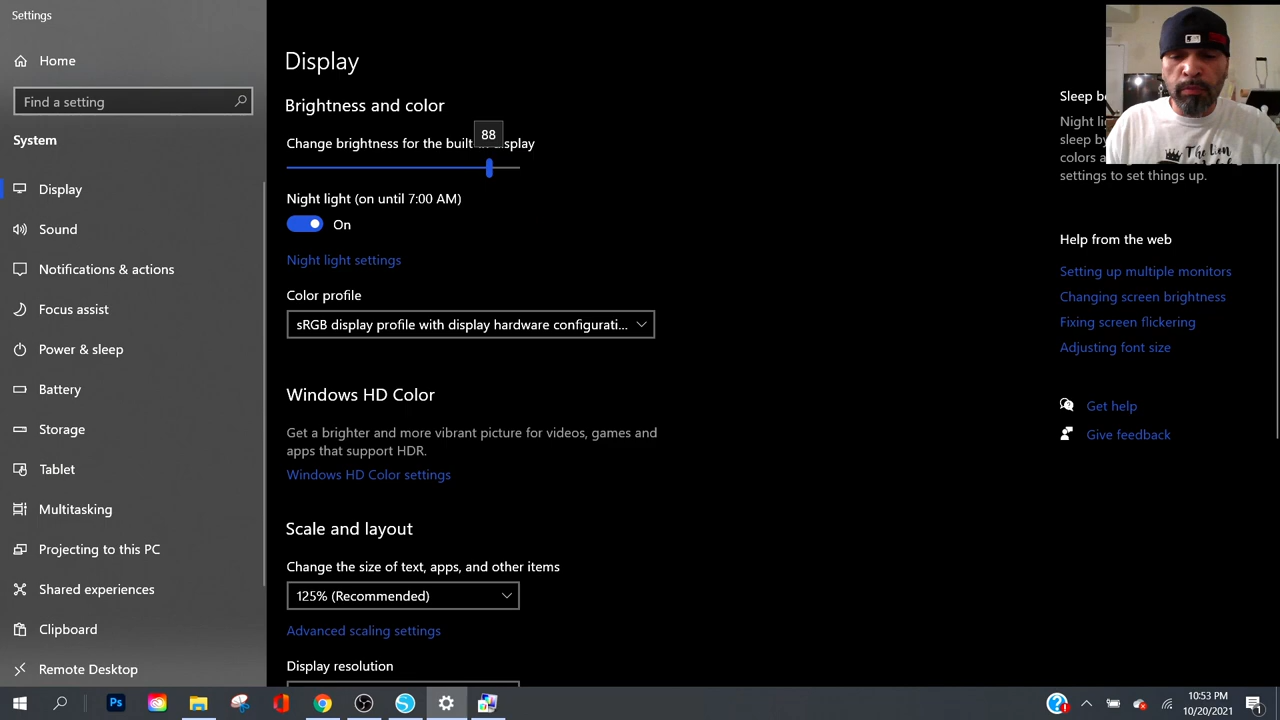 Settings
Home
Find a setting
System
Display
Sound
Notifications & actions
Focus assist
Power & sleep
Battery
Storage
Tablet
Multitasking
Projecting to this PC
Shared experiences
Clipboard
Remote Desktop
Display
Brightness and color
88
Change brightness for the built display
Night light (on until 7:00 AM)
On
Night light settings
Color profile
sRGB display profile with display hardware configurati...
Windows HD Color
Get a brighter and more vibrant picture for videos, games and
apps that support HDR.
Windows HD Color settings
Scale and layout
Change the size of text, apps, and other items
125% (Recommended)
Advanced scaling settings
Display resolution
Sleep
Night
sleep by
colors
settings to set things up.
The Lion
Help from the web
Setting up multiple monitors
Changing screen brightness
Fixing screen flickering
Adjusting font size
Get help
Give feedback
Ps
10:53 PM
10/20/2021
1